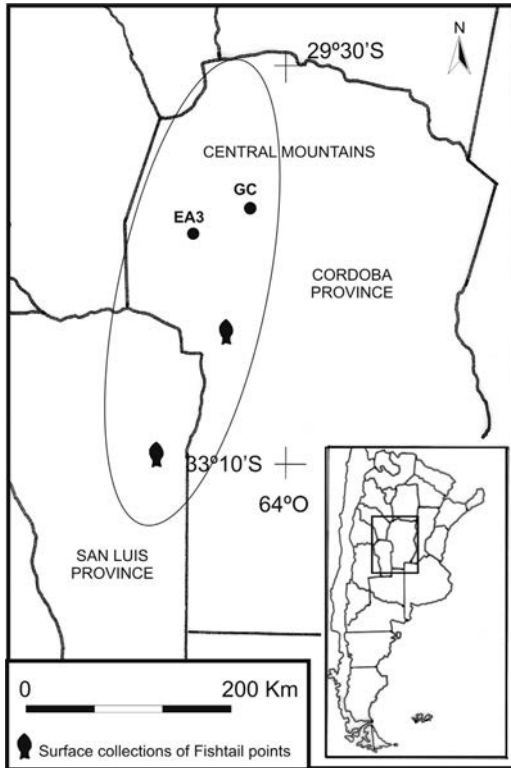 29º30'S
N
CENTRAL MOUNTAINS
GC
EA3
CORDOBA
PROVINCE
33º10'S
64ºO
SAN LUIS
PROVINCE
0 200 Km
Surface collections of Fishtail points